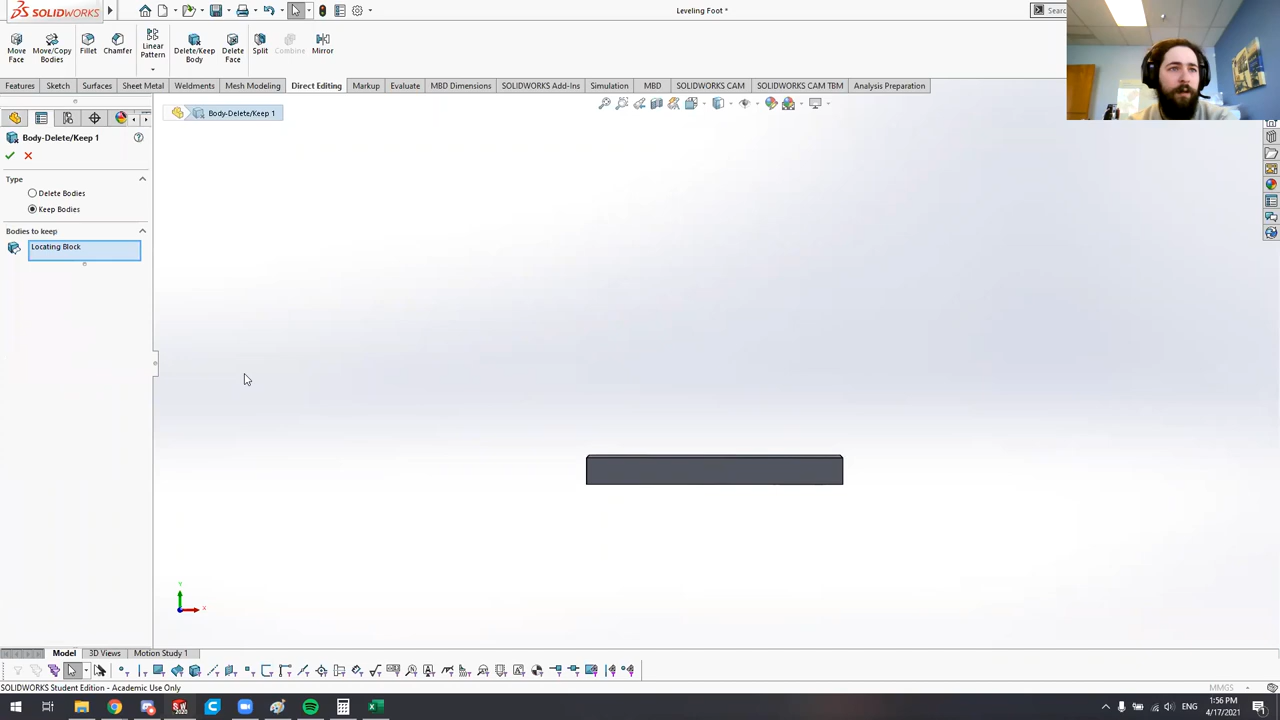 SOLIDWORKS
Leveling Foot *
Sear
Move Face
Move/Copy Bodies
Fillet
Chamfer
Linear Pattern
Delete/Keep Body
Delete Face
Split
Combine
Mirror
Features
Sketch
Surfaces
Sheet Metal
Weldments
Mesh Modeling
Direct Editing
Markup
Evaluate
MBD Dimensions
SOLIDWORKS Add-Ins
Simulation
MBD
SOLIDWORKS CAM
SOLIDWORKS CAM TBM
Analysis Preparation
Body-Delete/Keep 1
Body-Delete/Keep 1
Type
Delete Bodies
Keep Bodies
Bodies to keep
Locating Block
Y
X
Model
3D Views
Motion Study 1
SOLIDWORKS Student Edition - Academic Use Only
MMGS
ENG
1:56 PM
4/17/2021